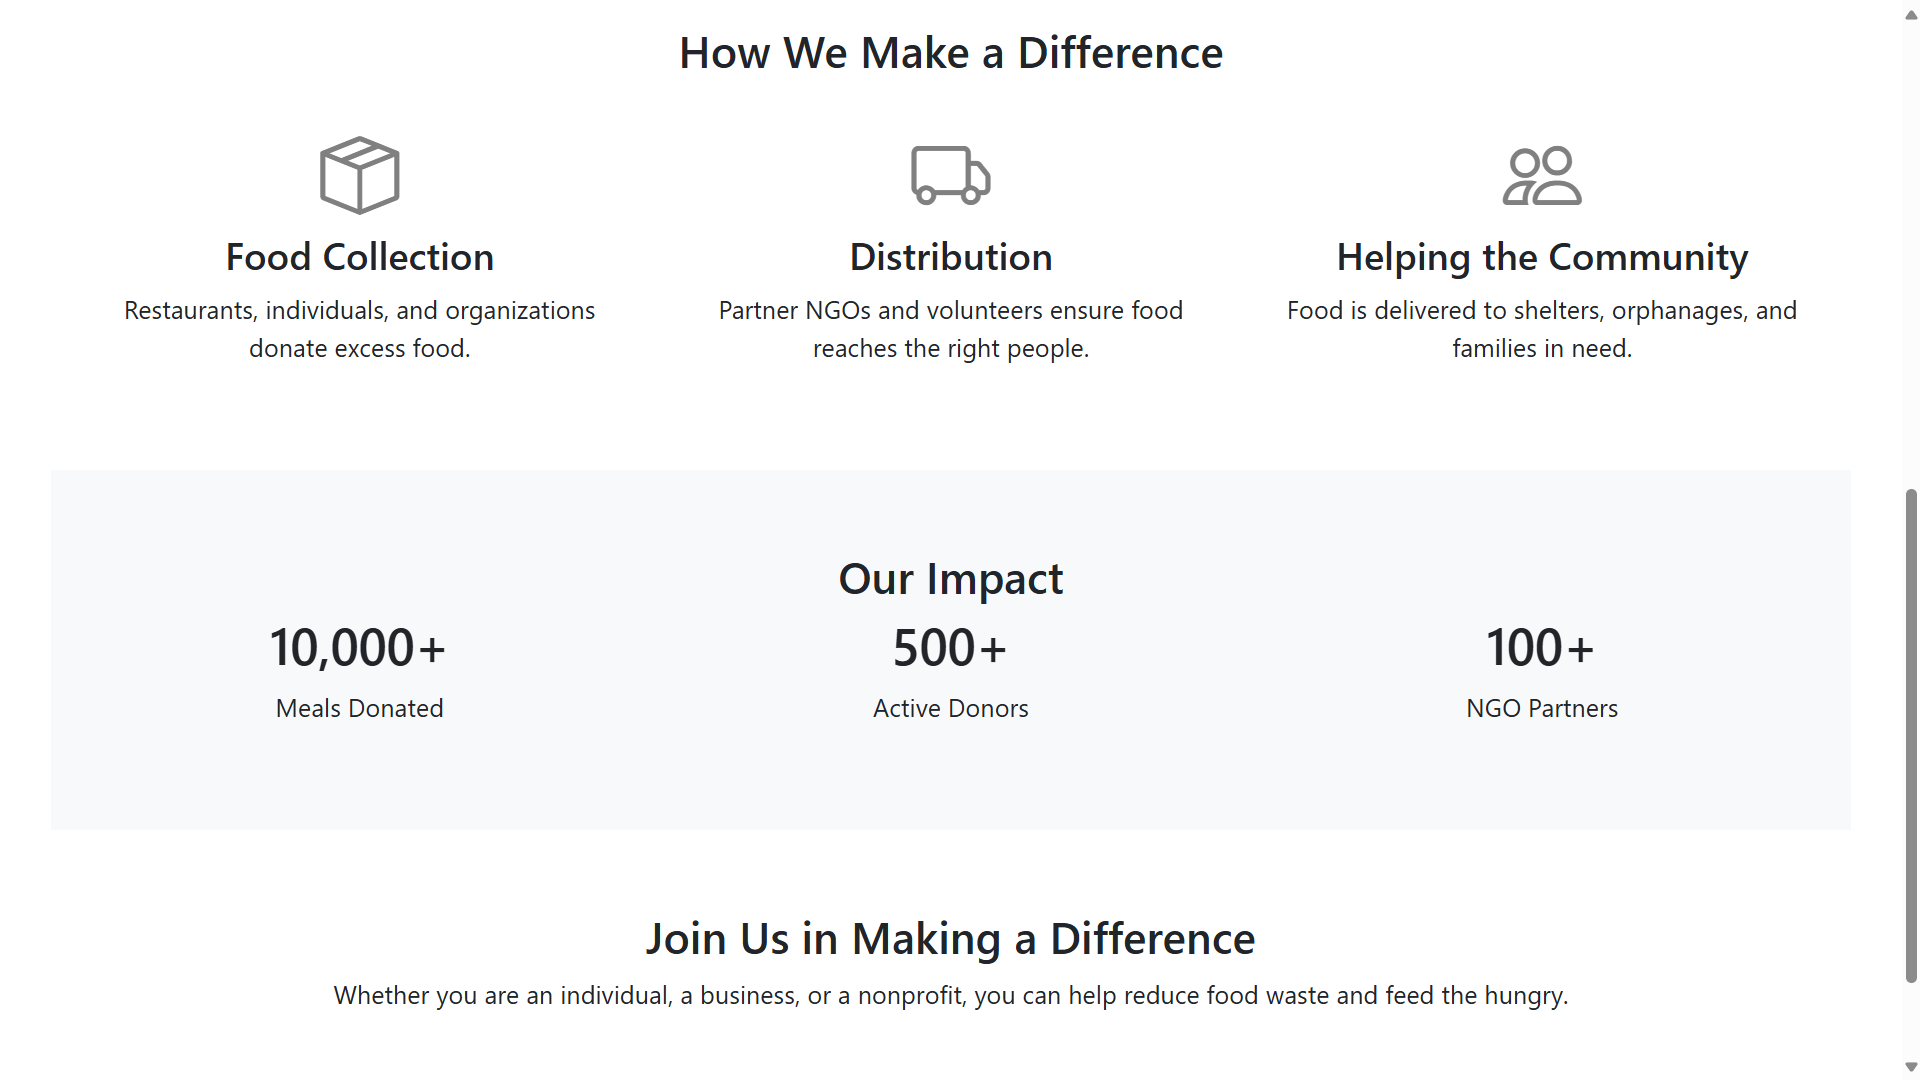 How We Make a Difference
Food Collection
Restaurants, individuals, and organizations
donate excess food.
Distribution
Partner NGOs and volunteers ensure food
reaches the right people.
Helping the Community
Food is delivered to shelters, orphanages, and
families in need.
Our Impact
10,000+
Meals Donated
500+
Active Donors
100+
NGO Partners
Join Us in Making a Difference
Whether you are an individual, a business, or a nonprofit, you can help reduce food waste and feed the hungry.